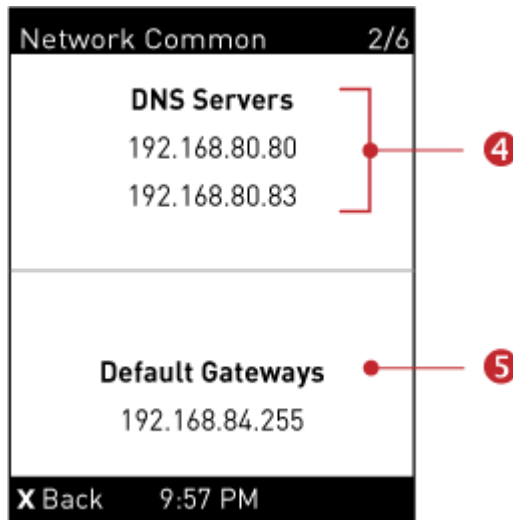 Network Common 2/6
DNS Servers
192.168.80.80
4
192.168.80.83
Default Gateways
5
192.168.84.255
X Back 9:57 PM